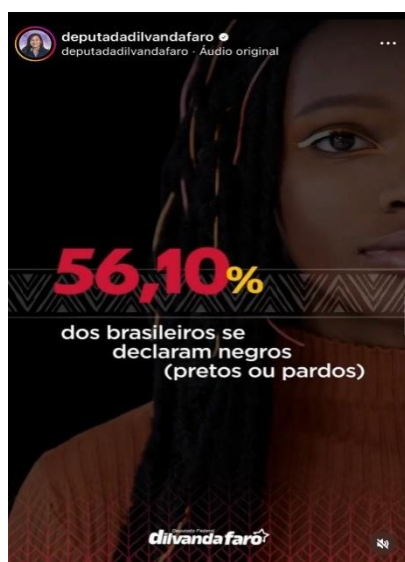 deputadadilvandafaro
deputadadilvandafaro · Áudio original
56,10%
dos brasileiros se
declaram negros
(pretos ou pardos)
Deputada Federal
dilvandafaro